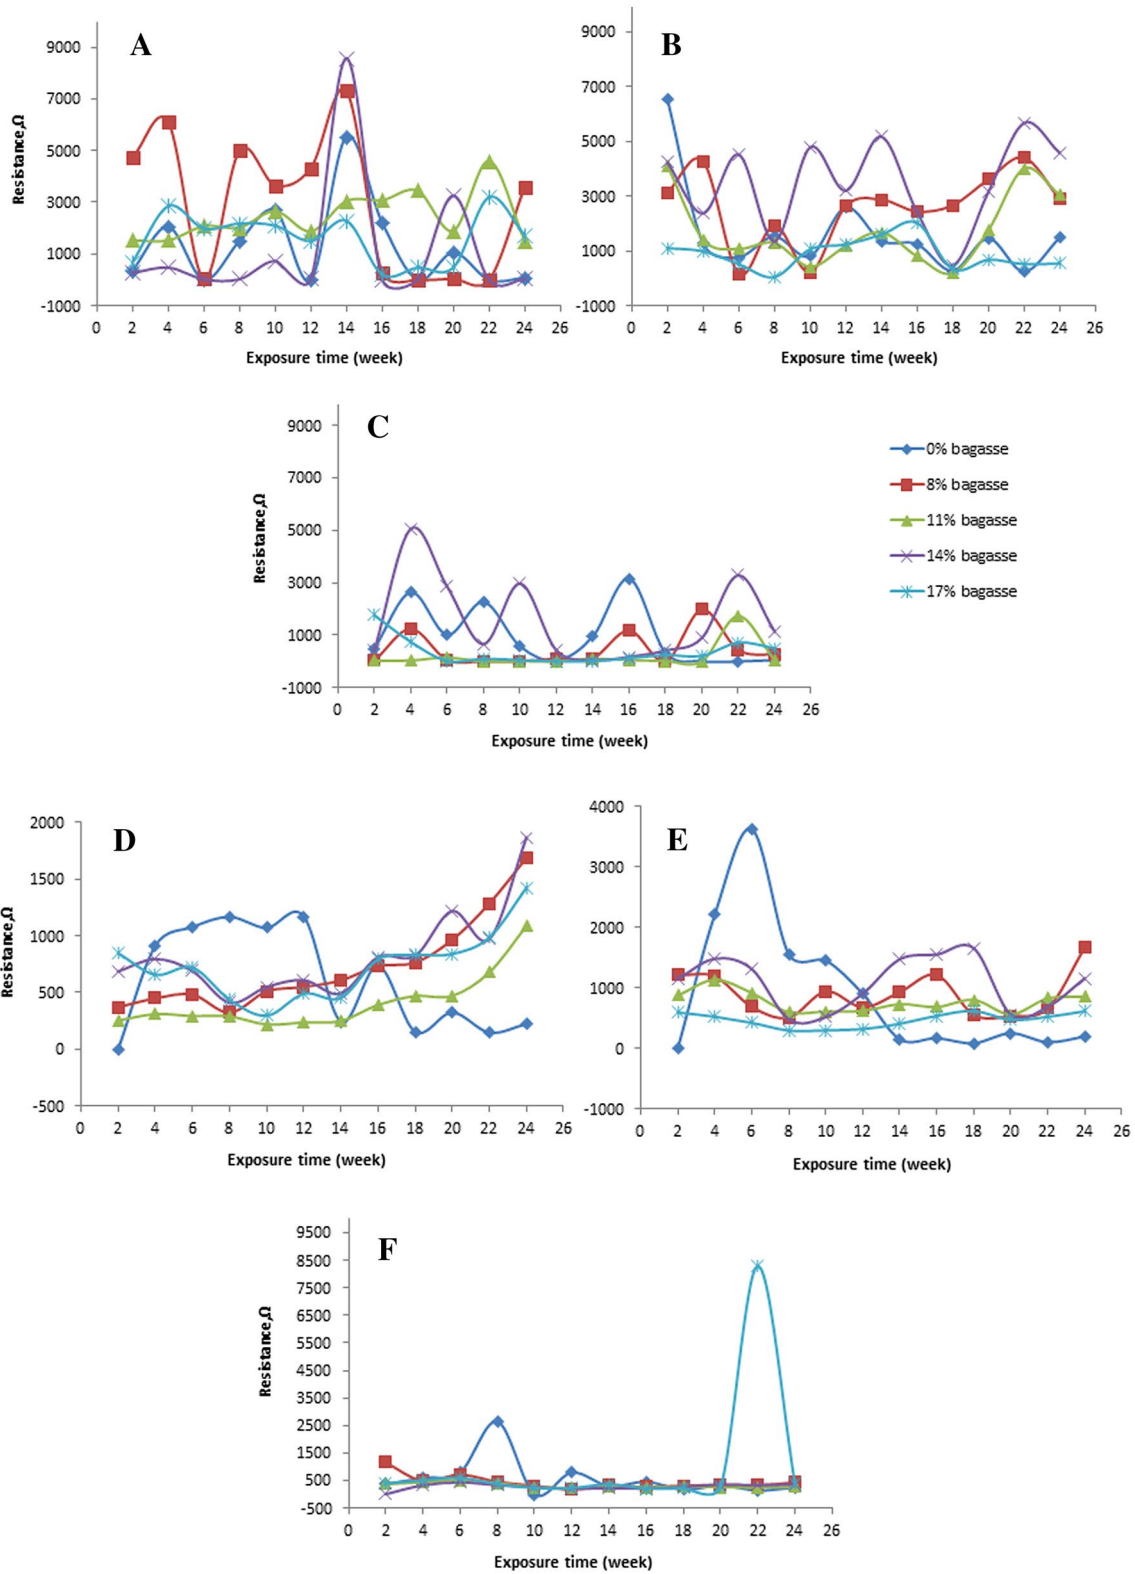 A
Resistance,Ω
9000
7000
5000
3000
1000
-1000
0 2 4 6 8 10 12 14 16 18 20 22 24 26
Exposure time (week)
B
9000
7000
5000
3000
1000
-1000
0 2 4 6 8 10 12 14 16 18 20 22 24 26
Exposure time (week)
C
Resistance,Ω
9000
7000
5000
3000
1000
-1000
0 2 4 6 8 10 12 14 16 18 20 22 24 26
Exposure time (week)
0% bagasse
8% bagasse
11% bagasse
14% bagasse
17% bagasse
D
Resistance,Ω
2000
1500
1000
500
0
-500
0 2 4 6 8 10 12 14 16 18 20 22 24 26
Exposure time (week)
E
4000
3000
2000
1000
0
-1000
0 2 4 6 8 10 12 14 16 18 20 22 24 26
Exposure time (week)
F
Resistance,Ω
9500
8500
7500
6500
5500
4500
3500
2500
1500
500
-500
0 2 4 6 8 10 12 14 16 18 20 22 24 26
Exposure time (week)